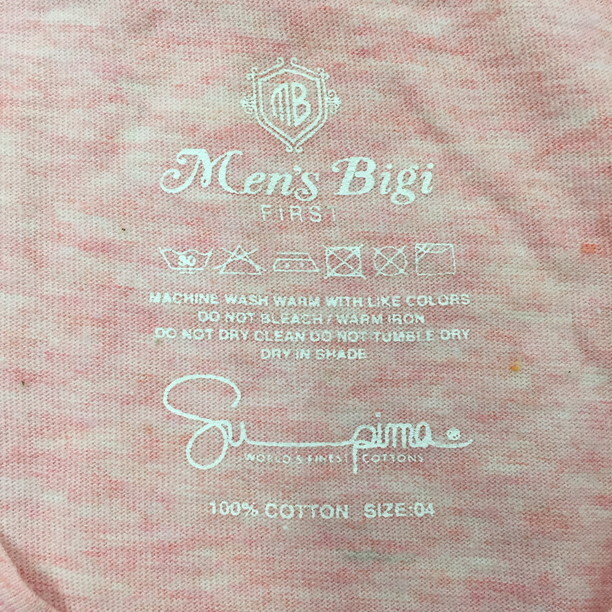 MB
Men's Bigi
FIRST
30
MACHINE WASH WARM WITH LIKE COLORS
DO NOT BLEACH / WARM IRON
DO NOT DRY CLEAN DO NOT TUMBLE DRY
DRY IN SHADE
Supima ®
WORLD'S FINEST COTTONS
100% COTTON SIZE:04